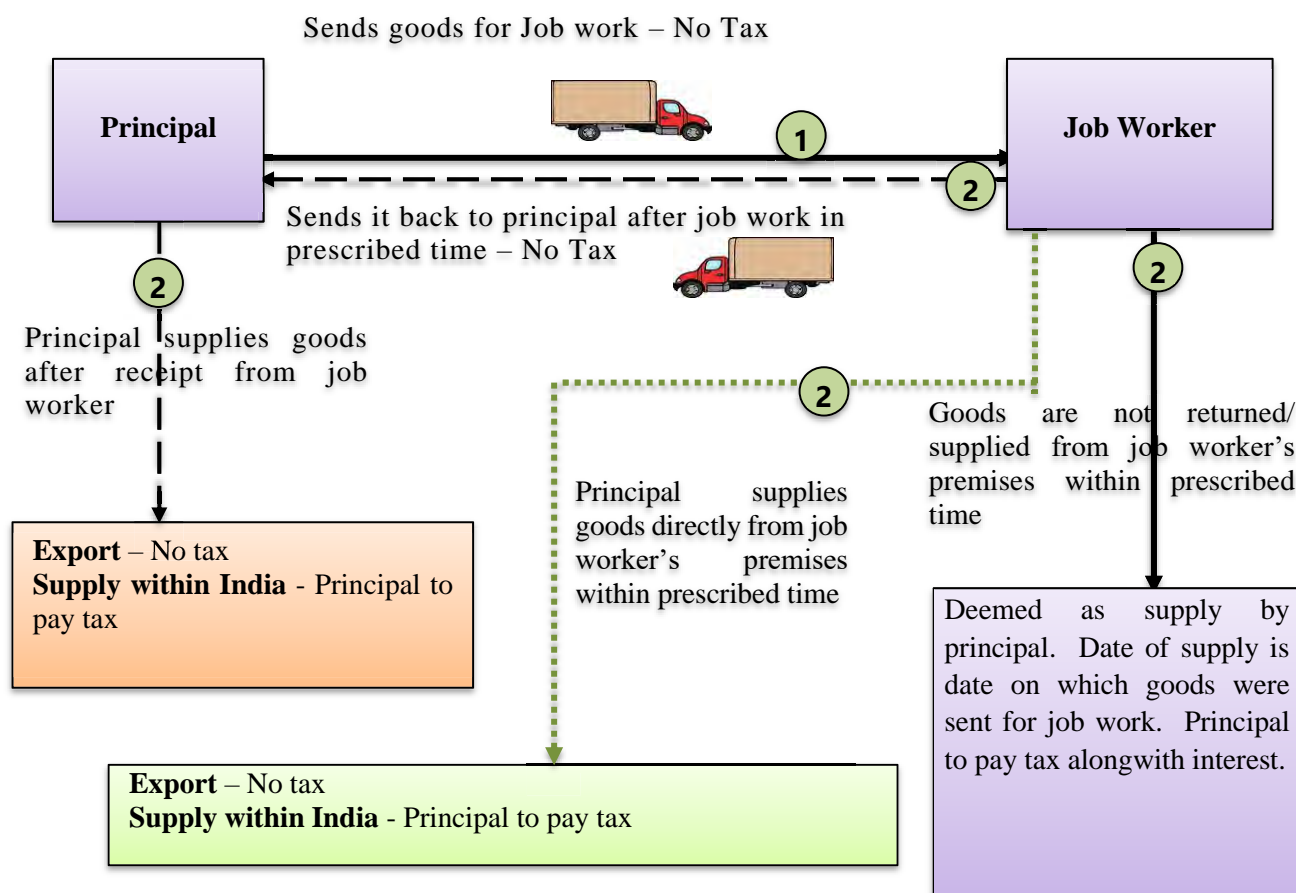 Sends goods for Job work – No Tax
Principal
Job Worker
1
2
Sends it back to principal after job work in
prescribed time – No Tax
2
2
Principal supplies goods
after receipt from job
worker
2
Goods are not returned/
supplied from job worker's
premises within prescribed
time
Principal supplies
goods directly from job
worker's premises
within prescribed time
Export – No tax
Supply within India - Principal to
pay tax
Deemed as supply by
principal. Date of supply is
date on which goods were
sent for job work. Principal
to pay tax alongwith interest.
Export – No tax
Supply within India - Principal to pay tax